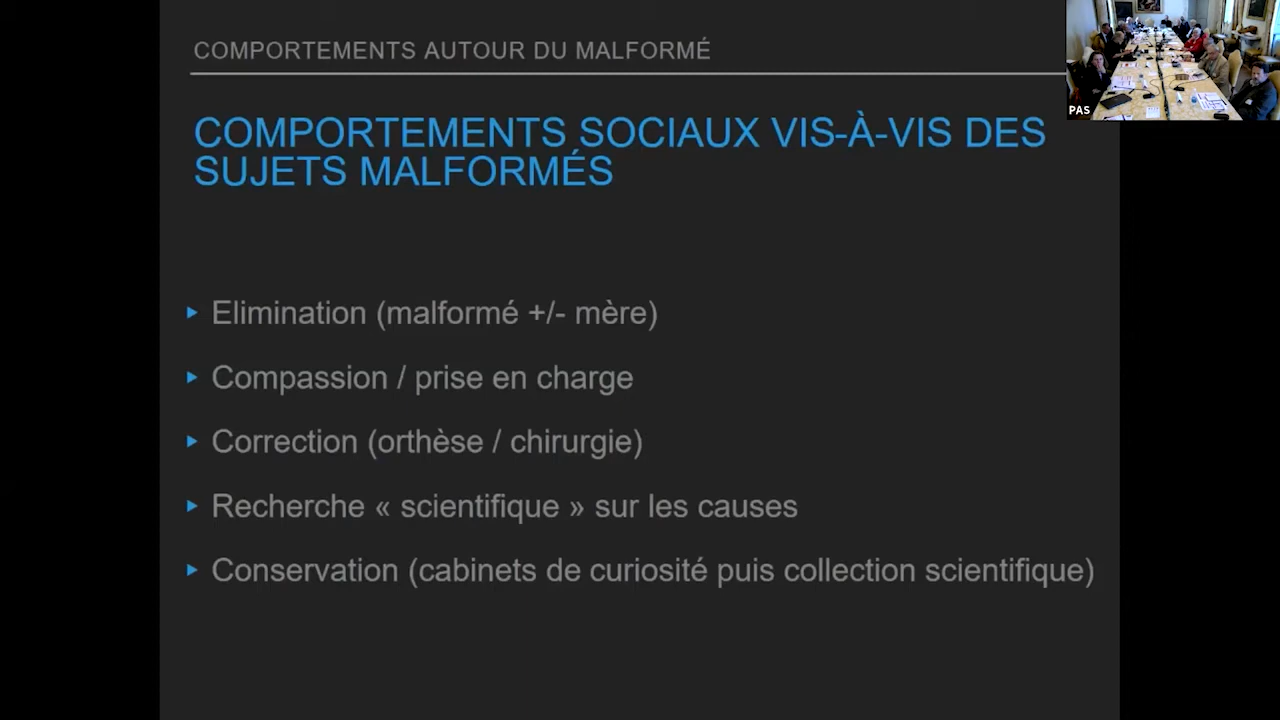 COMPORTEMENTS AUTOUR DU MALFORMÉ
PAS
COMPORTEMENTS SOCIAUX VIS-À-VIS DES
SUJETS MALFORMÉS
Elimination (malformé +/- mère)
Compassion / prise en charge
Correction (orthèse / chirurgie)
Recherche « scientifique » sur les causes
Conservation (cabinets de curiosité puis collection scientifique)